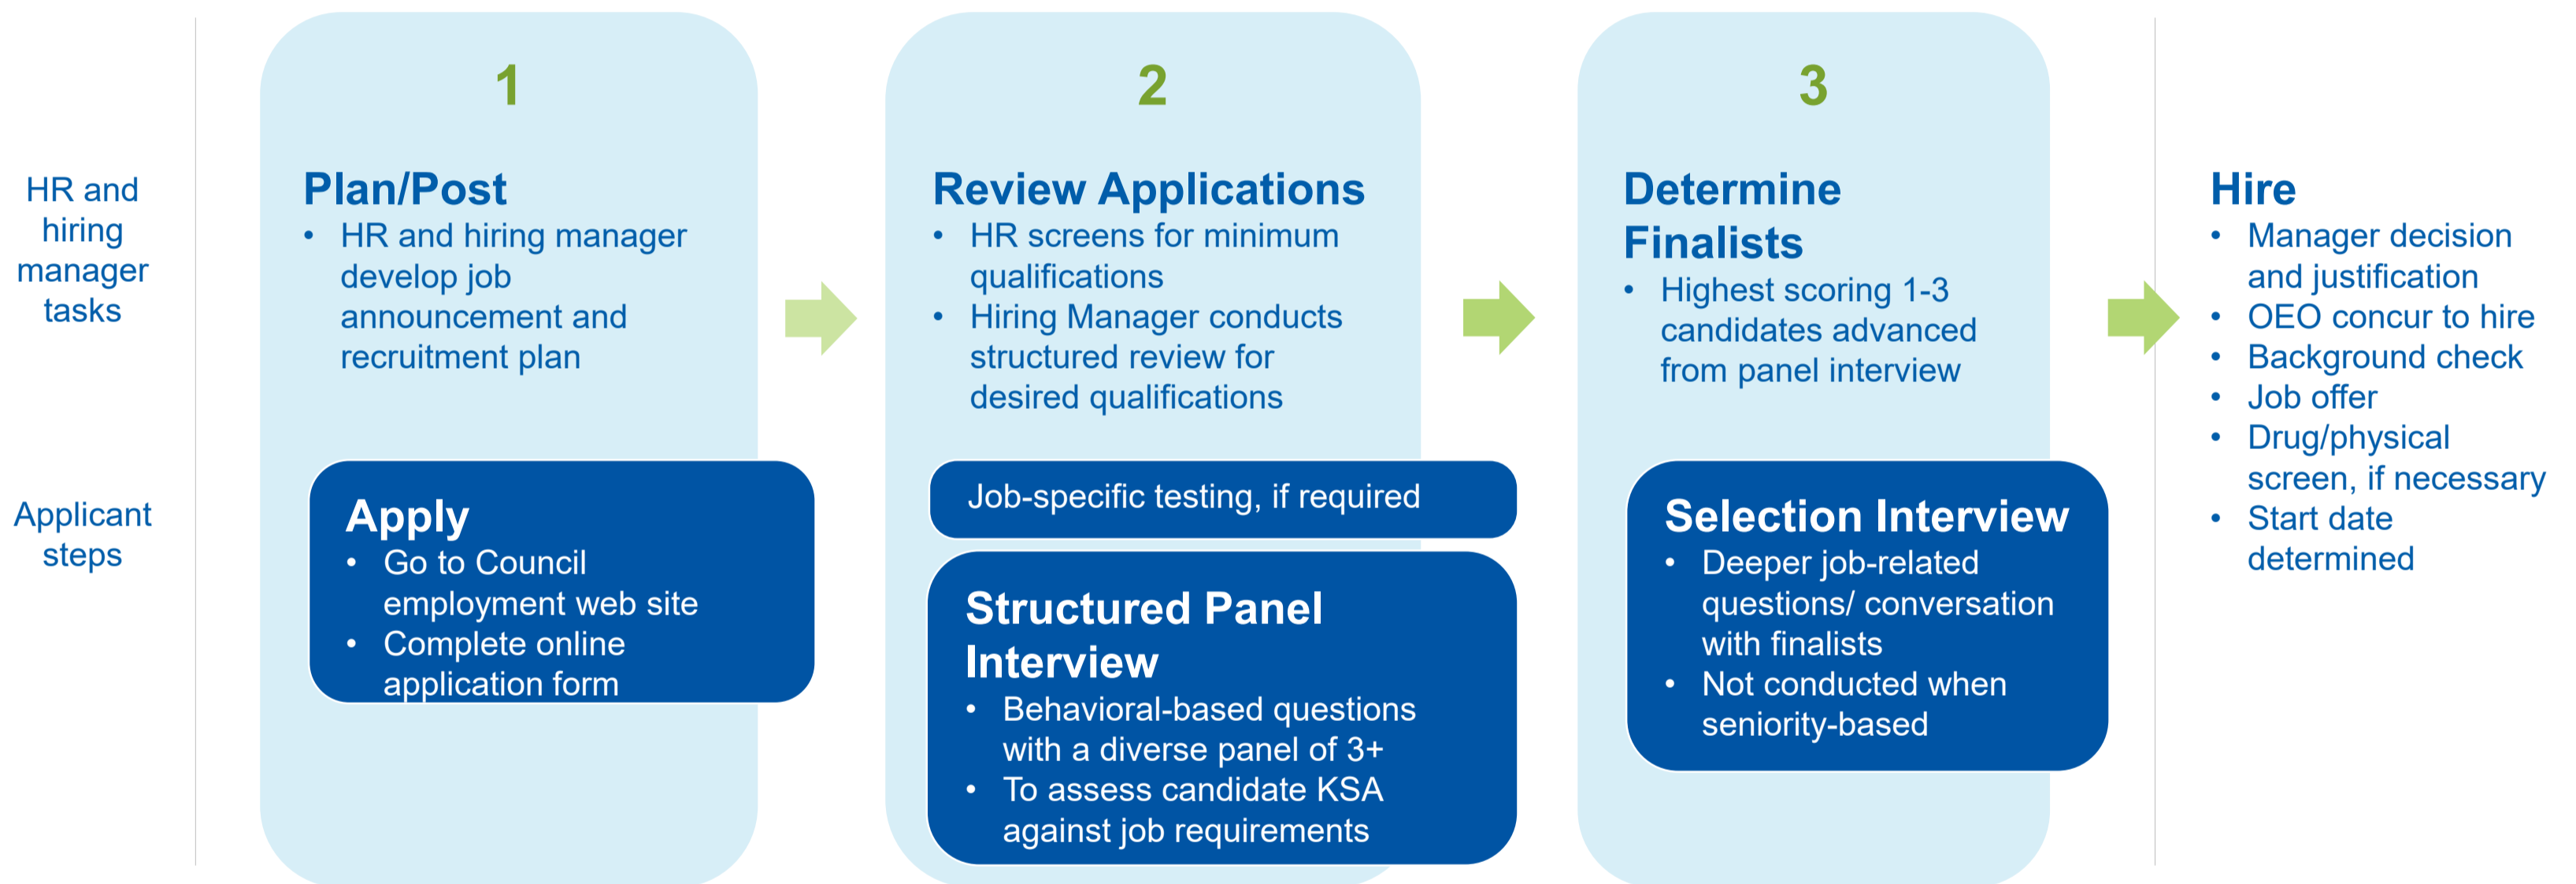 HR and
hiring
manager
tasks
Applicant
steps
1
Plan/Post
• HR and hiring manager
develop job
announcement and
recruitment plan
Apply
• Go to Council
employment web site
• Complete online
application form
2
Review Applications
• HR screens for minimum
qualifications
• Hiring Manager conducts
structured review for
desired qualifications
Job-specific testing, if required
Structured Panel
Interview
• Behavioral-based questions
with a diverse panel of 3+
• To assess candidate KSA
against job requirements
3
Determine
Finalists
• Highest scoring 1-3
candidates advanced
from panel interview
Selection Interview
• Deeper job-related
questions/ conversation
with finalists
• Not conducted when
seniority-based
Hire
• Manager decision
and justification
• OEO concur to hire
• Background check
• Job offer
• Drug/physical
screen, if necessary
• Start date
determined